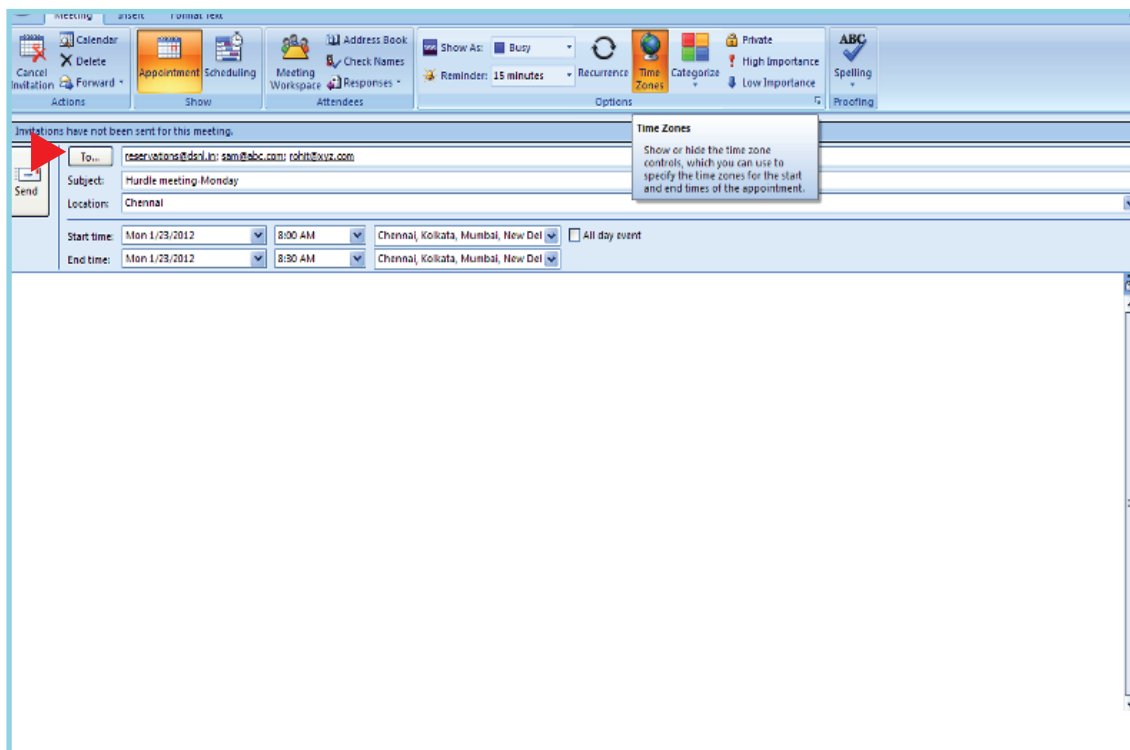 Meeting Insert Format Text
Calendar Address Book Show As: Busy Private ABC
Delete Check Names High Importance
Cancel Invitation Forward Appointment Scheduling Meeting Workspace Responses Reminder: 15 minutes Recurrence Time Zones Categorize Low Importance Spelling
Actions Show Attendees Options Proofing
Invitations have not been sent for this meeting.
Time Zones
Show or hide the time zone
controls, which you can use to
specify the time zones for the start
and end times of the appointment.
To... reservations@dsnl.in; sam@abc.com; rohit@xyz.com
Send
Subject: Hurdle meeting-Monday
Location: Chennai
Start time: Mon 1/23/2012 8:00 AM Chennai, Kolkata, Mumbai, New Del All day event
End time: Mon 1/23/2012 8:30 AM Chennai, Kolkata, Mumbai, New Del